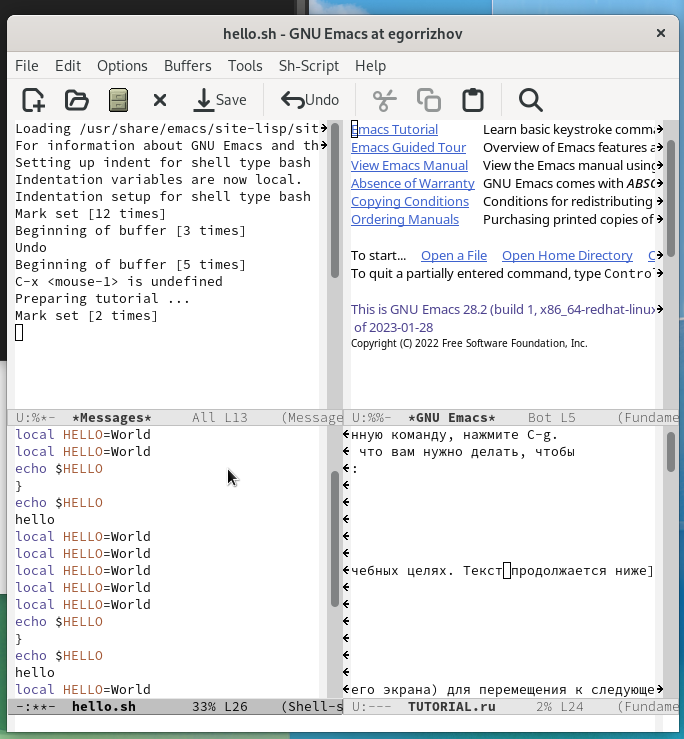 hello.sh - GNU Emacs at egorrizhov
File Edit Options Buffers Tools Sh-Script Help
Save Undo
Loading /usr/share/emacs/site-lisp/sit
For information about GNU Emacs and th
Setting up indent for shell type bash
Indentation variables are now local.
Indentation setup for shell type bash
Mark set [12 times]
Beginning of buffer [3 times]
Undo
Beginning of buffer [5 times]
C-x <mouse-1> is undefined
Preparing tutorial ...
Mark set [2 times]
U:%*- *Messages* All L13 (Message
Emacs Tutorial Learn basic keystroke comma
Emacs Guided Tour Overview of Emacs features a
View Emacs Manual View the Emacs manual using
Absence of Warranty GNU Emacs comes with ABSO
Copying Conditions Conditions for redistributing
Ordering Manuals Purchasing printed copies of
To start... Open a File Open Home Directory C
To quit a partially entered command, type Control
This is GNU Emacs 28.2 (build 1, x86_64-redhat-linux
of 2023-01-28
Copyright (C) 2022 Free Software Foundation, Inc.
U:%%- *GNU Emacs* Bot L5 (Fundame
local HELLO=World
local HELLO=World
echo $HELLO
}
echo $HELLO
hello
local HELLO=World
local HELLO=World
local HELLO=World
local HELLO=World
local HELLO=World
echo $HELLO
}
echo $HELLO
hello
local HELLO=World
-:**- hello.sh 33% L26 (Shell-s
нную команду, нажмите C-g.
что вам нужно делать, чтобы
:
чебных целях. Текст продолжается ниже]
его экрана) для перемещения к следующе
U:--- TUTORIAL.ru 2% L24 (Fundame